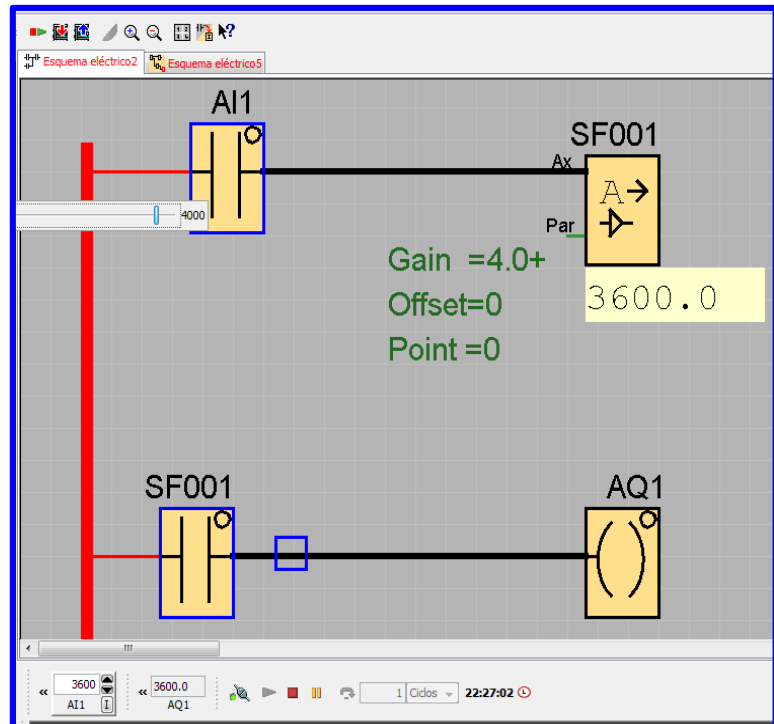 Esquema eléctrico2 Esquema eléctrico5
AI1
SF001
Ax
A
4000
Par
Gain =4.0+
Offset=0
Point =0
3600.0
SF001
AQ1
3600
AI1
I
3600.0
AQ1
1 Ciclos
22:27:02